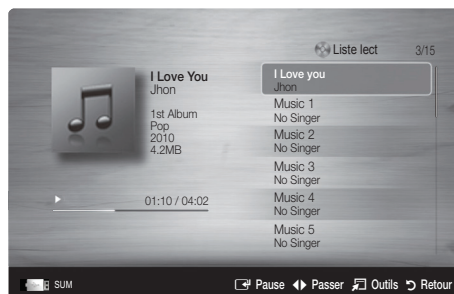 Liste lect 3/15
I Love You
Jhon
1st Album
Pop
2010
4.2MB
01:10 / 04:02
I Love you
Jhon
Music 1
No Singer
Music 2
No Singer
Music 3
No Singer
Music 4
No Singer
Music 5
No Singer
SUM Pause Passer Outils Retour